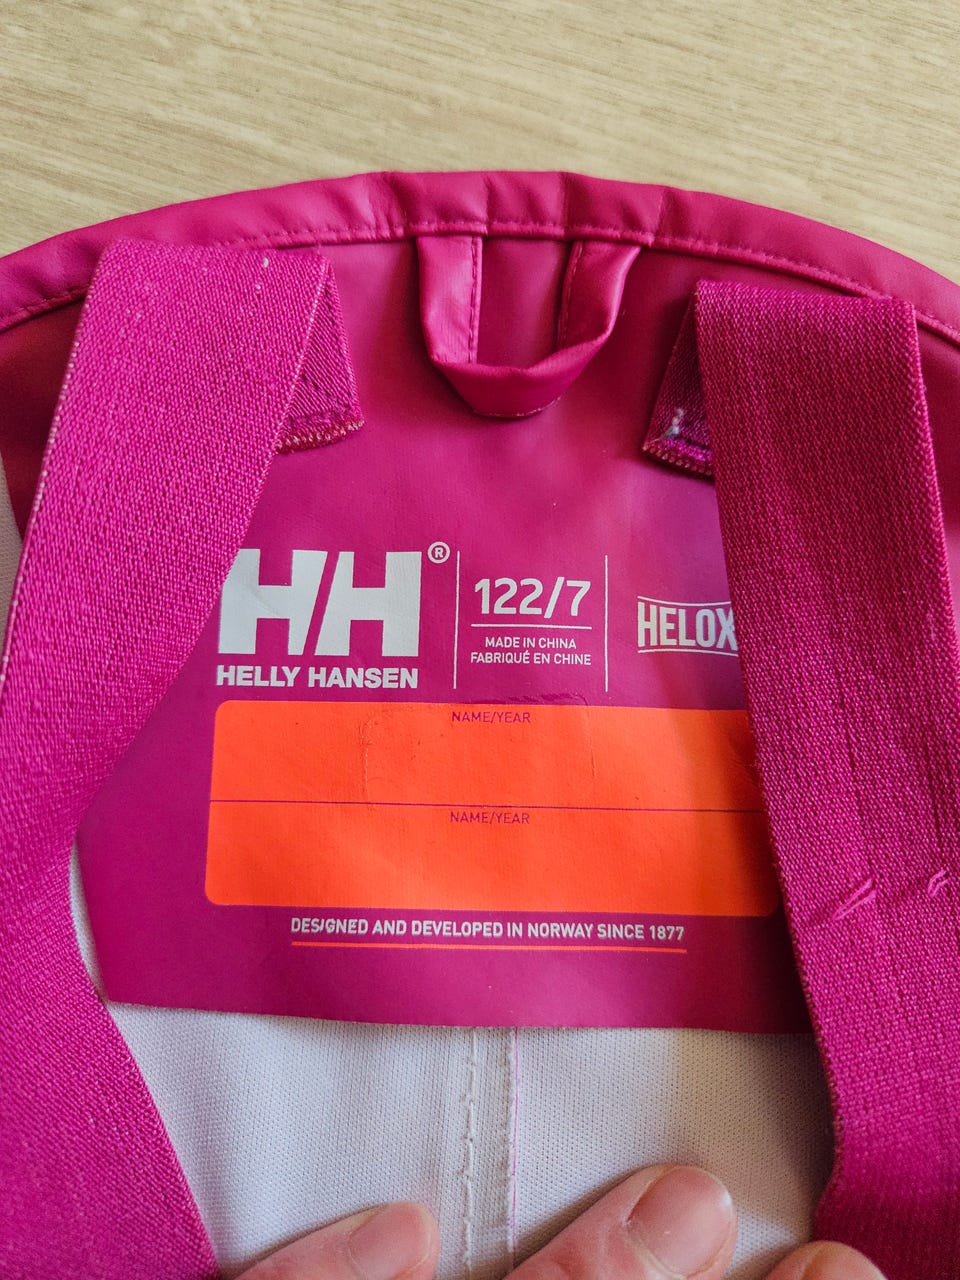 HH®
HELLY HANSEN
122/7
MADE IN CHINA
FABRIQUÉ EN CHINE
HELOX
NAME/YEAR
NAME/YEAR
DESIGNED AND DEVELOPED IN NORWAY SINCE 1877